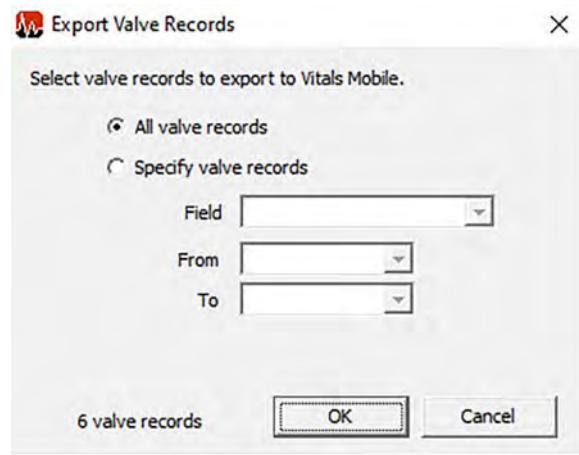 Export Valve Records
Select valve records to export to Vitals Mobile.
All valve records
Specify valve records
Field
From
To
6 valve records OK Cancel